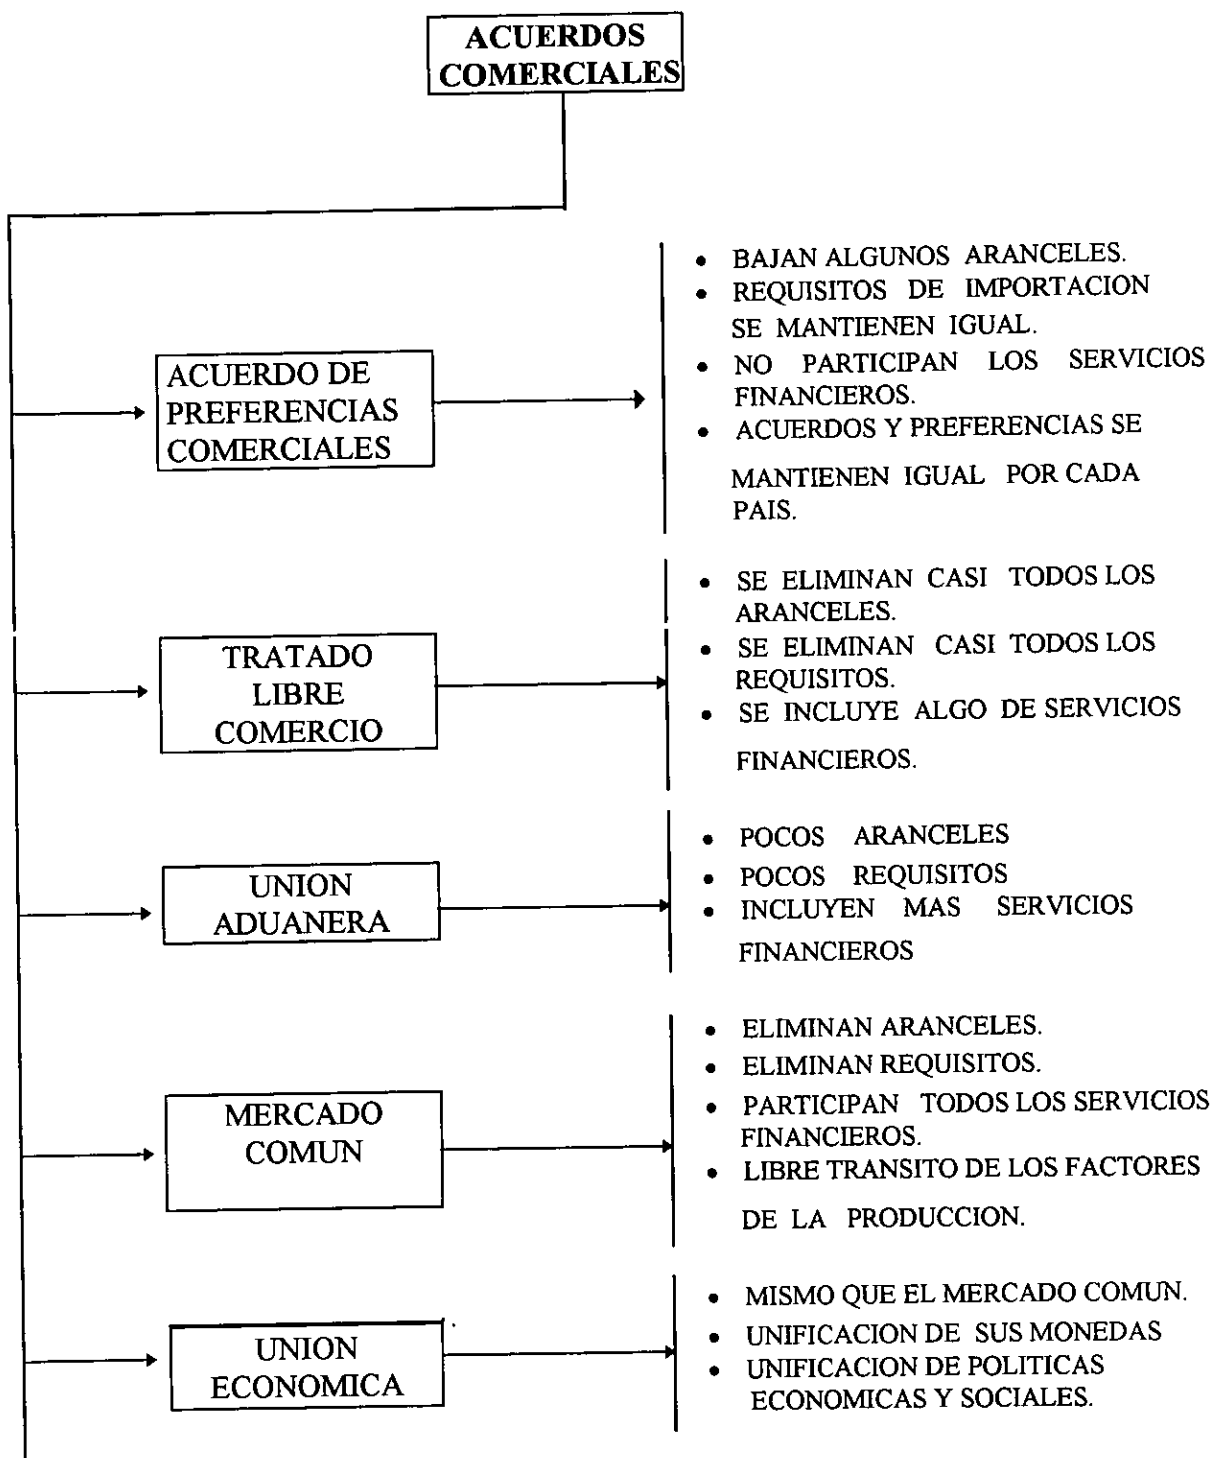 ACUERDOS
COMERCIALES
ACUERDO DE
PREFERENCIAS
COMERCIALES
• BAJAN ALGUNOS ARANCELES.
• REQUISITOS DE IMPORTACION
SE MANTIENEN IGUAL.
• NO PARTICIPAN LOS SERVICIOS
FINANCIEROS.
• ACUERDOS Y PREFERENCIAS SE
MANTIENEN IGUAL POR CADA
PAIS.
TRATADO
LIBRE
COMERCIO
• SE ELIMINAN CASI TODOS LOS
ARANCELES.
• SE ELIMINAN CASI TODOS LOS
REQUISITOS.
• SE INCLUYE ALGO DE SERVICIOS
FINANCIEROS.
UNION
ADUANERA
• POCOS ARANCELES
• POCOS REQUISITOS
• INCLUYEN MAS SERVICIOS
FINANCIEROS
MERCADO
COMUN
• ELIMINAN ARANCELES.
• ELIMINAN REQUISITOS.
• PARTICIPAN TODOS LOS SERVICIOS
FINANCIEROS.
• LIBRE TRANSITO DE LOS FACTORES
DE LA PRODUCCION.
UNION
ECONOMICA
• MISMO QUE EL MERCADO COMUN.
• UNIFICACION DE SUS MONEDAS
• UNIFICACION DE POLITICAS
ECONOMICAS Y SOCIALES.